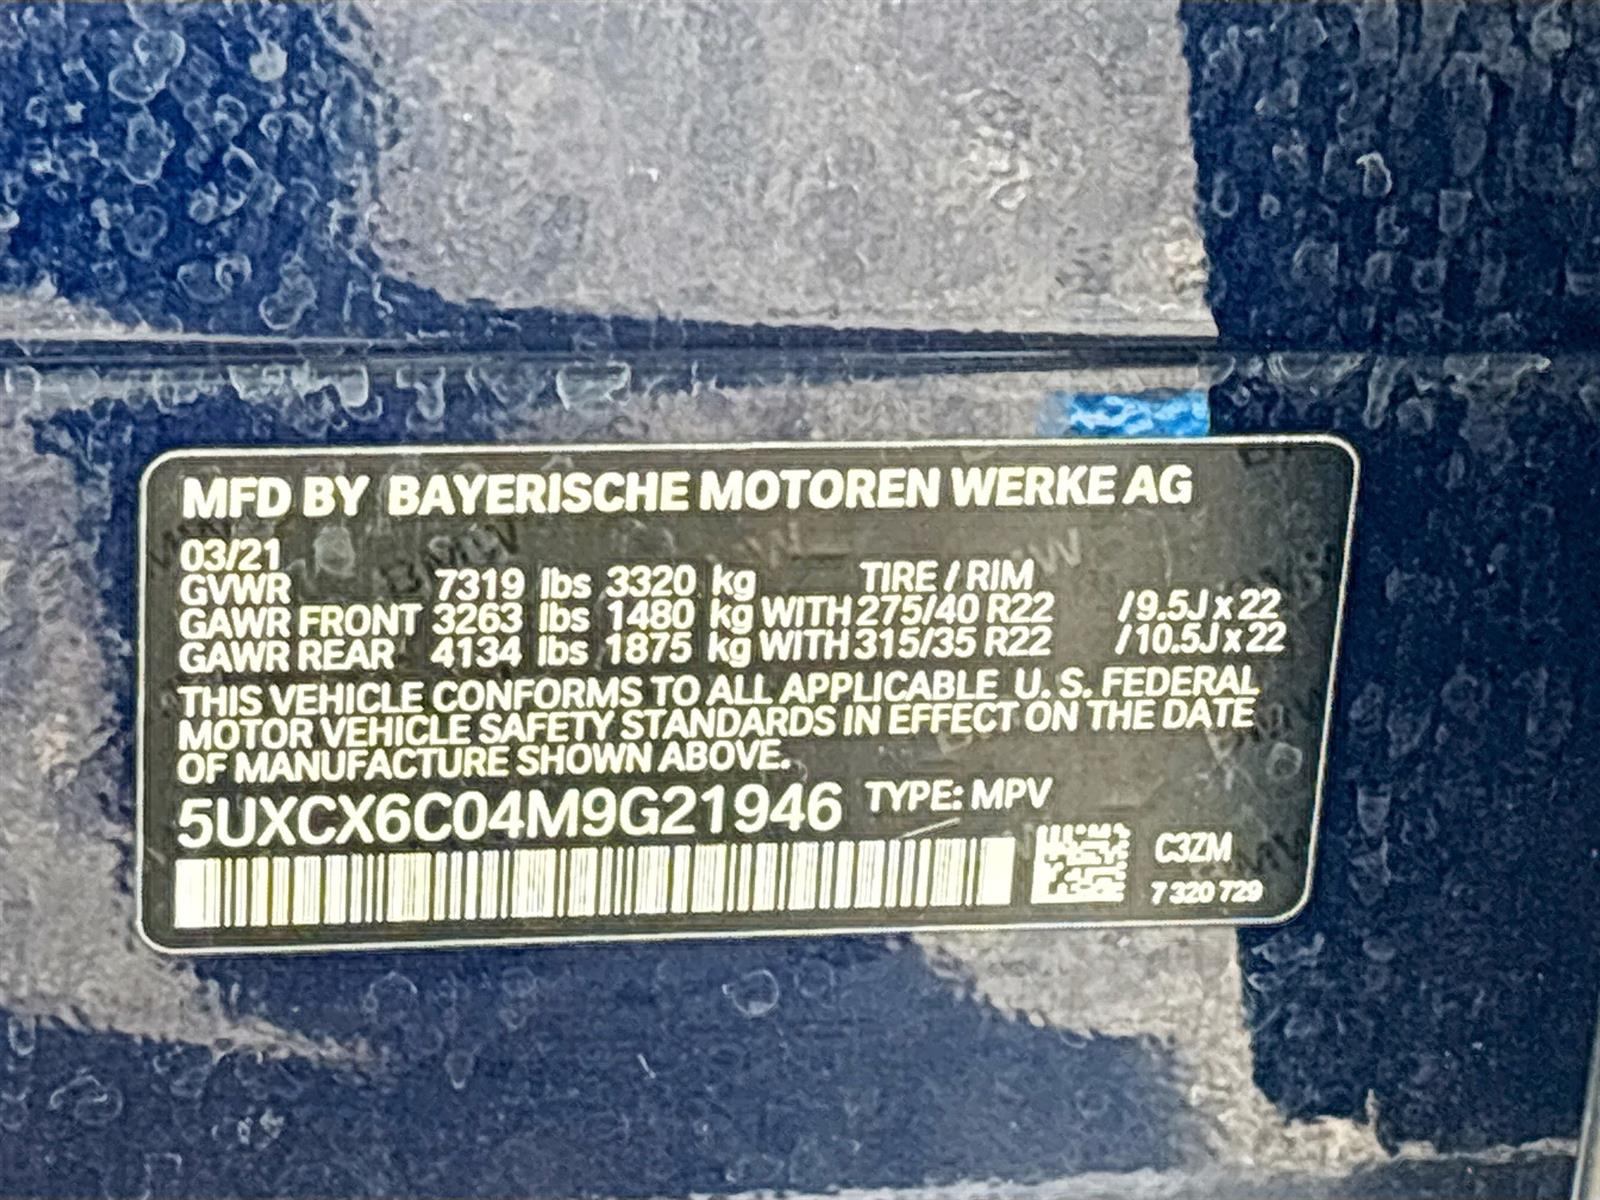 MFD BY BAYERISCHE MOTOREN WERKE AG
03/21
GVWR 7319 lbs 3320 kg TIRE / RIM
GAWR FRONT 3263 lbs 1480 kg WITH 275/40 R22 /9.5J x 22
GAWR REAR 4134 lbs 1875 kg WITH 315/35 R22 /10.5J x 22
THIS VEHICLE CONFORMS TO ALL APPLICABLE U. S. FEDERAL
MOTOR VEHICLE SAFETY STANDARDS IN EFFECT ON THE DATE
OF MANUFACTURE SHOWN ABOVE.
5UXCX6C04M9G21946 TYPE: MPV
C3ZM
7 320 729